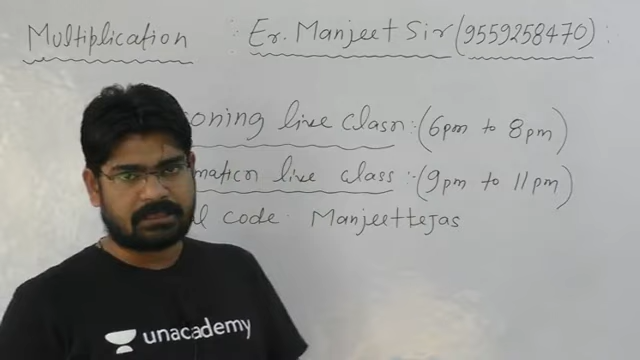 Multiplication : Er. Manjeet Sir (9559258470) :
oning live class: (6pm to 8pm)
matics live class :- (9pm to 11pm)
l code. Manjeettejas
unacademy